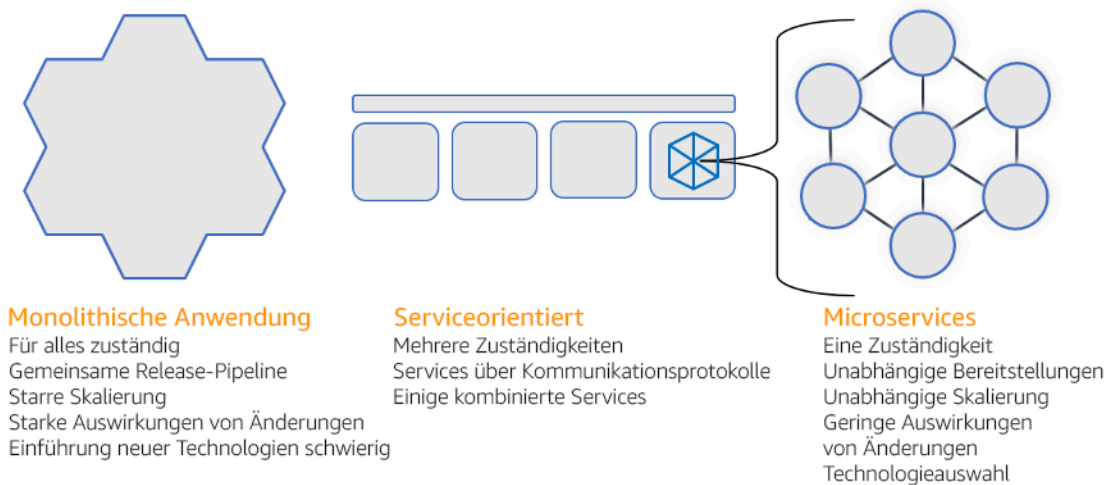 Monolithische Anwendung
Für alles zuständig
Gemeinsame Release-Pipeline
Starre Skalierung
Starke Auswirkungen von Änderungen
Einführung neuer Technologien schwierig
Serviceorientiert
Mehrere Zuständigkeiten
Services über Kommunikationsprotokolle
Einige kombinierte Services
Microservices
Eine Zuständigkeit
Unabhängige Bereitstellungen
Unabhängige Skalierung
Geringe Auswirkungen
von Änderungen
Technologieauswahl